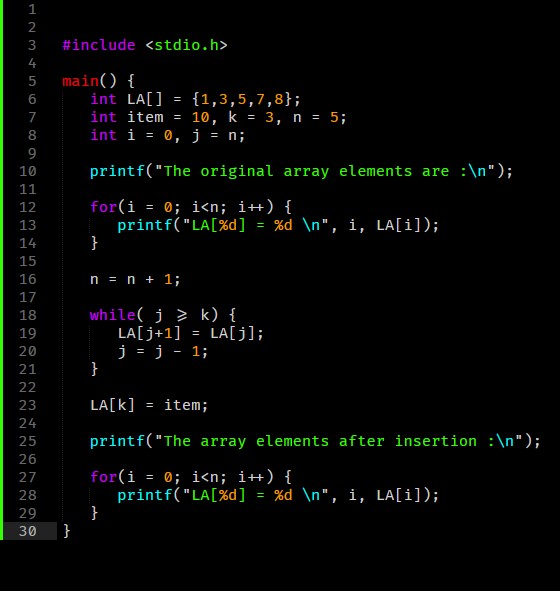 1
2
3 #include <stdio.h>
4
5 main() {
6    int LA[] = {1,3,5,7,8};
7    int item = 10, k = 3, n = 5;
8    int i = 0, j = n;
9
10    printf("The original array elements are :\n");
11
12    for(i = 0; i<n; i++) {
13       printf("LA[%d] = %d \n", i, LA[i]);
14    }
15
16    n = n + 1;
17
18    while( j >= k) {
19       LA[j+1] = LA[j];
20       j = j - 1;
21    }
22
23    LA[k] = item;
24
25    printf("The array elements after insertion :\n");
26
27    for(i = 0; i<n; i++) {
28       printf("LA[%d] = %d \n", i, LA[i]);
29    }
30 }